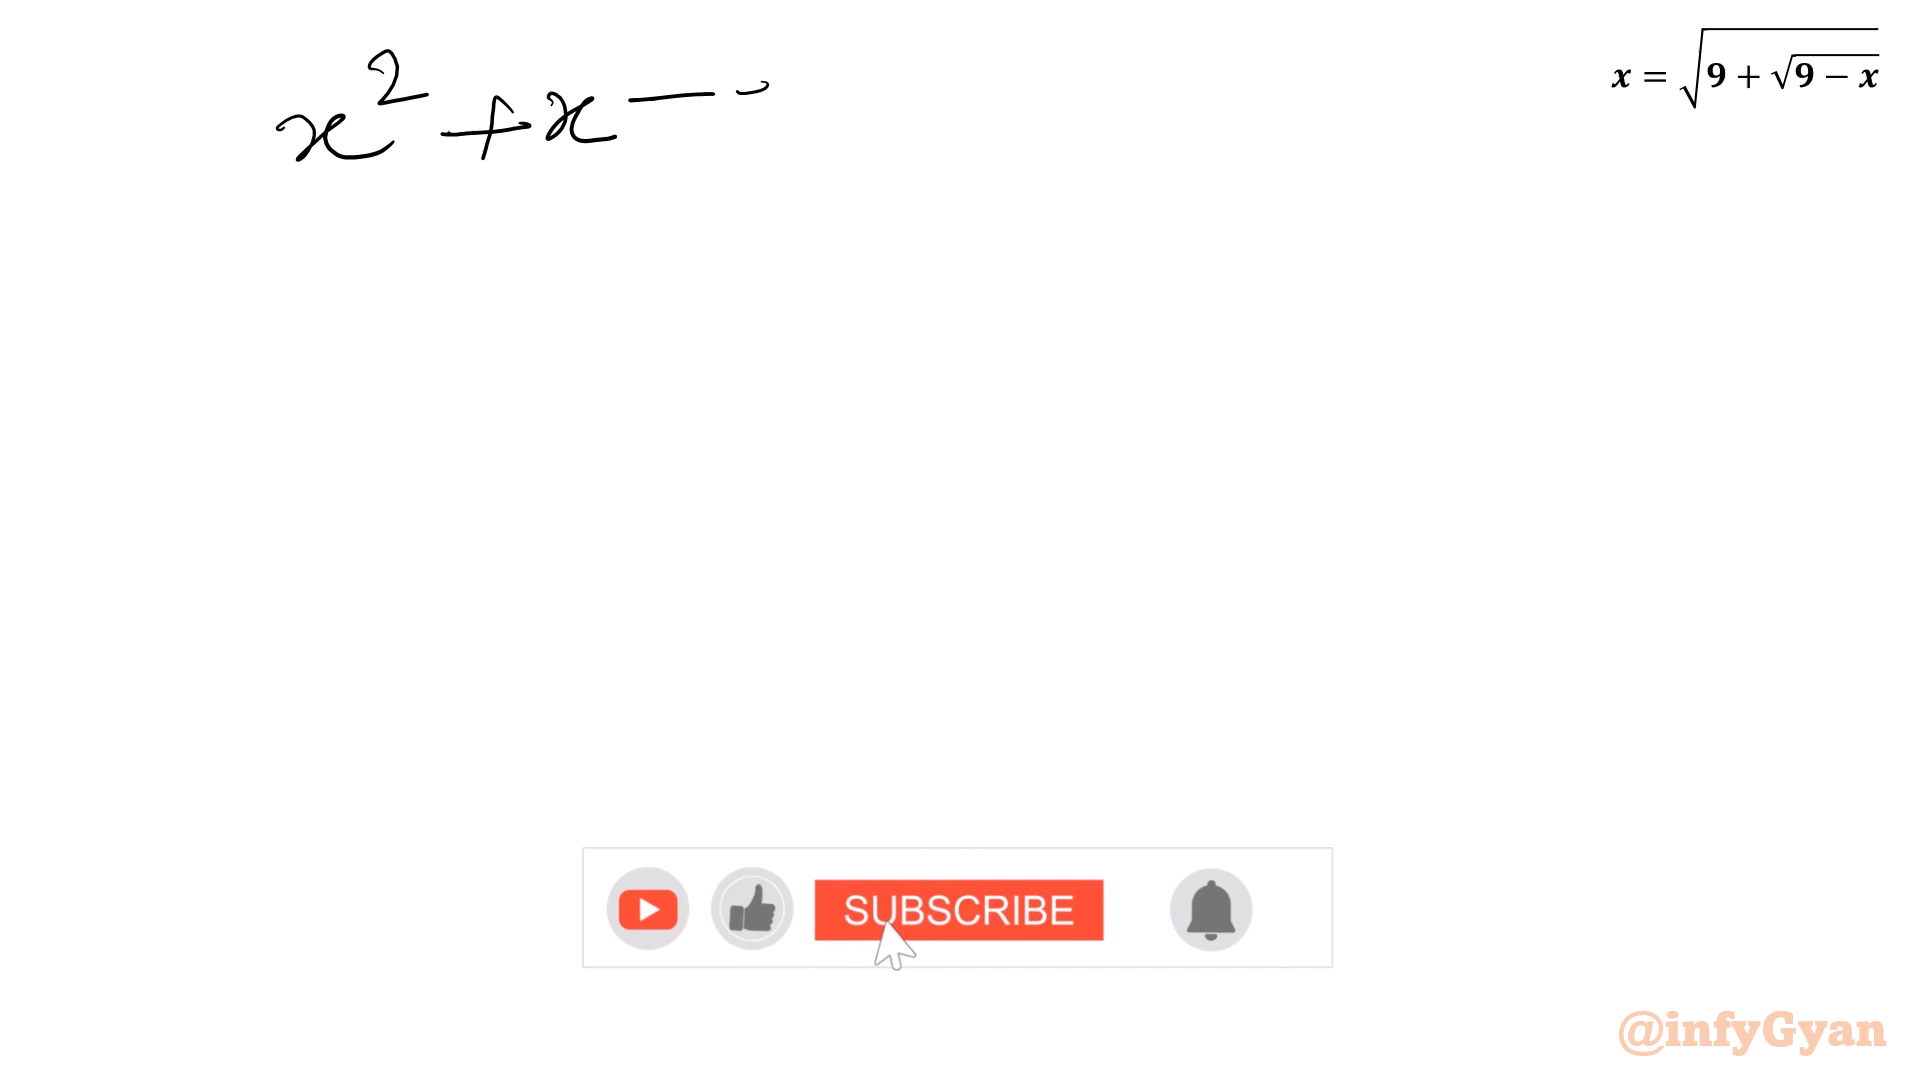 x² + x −
x = √(9 + √(9 − x))
SUBSCRIBE
@infyGyan